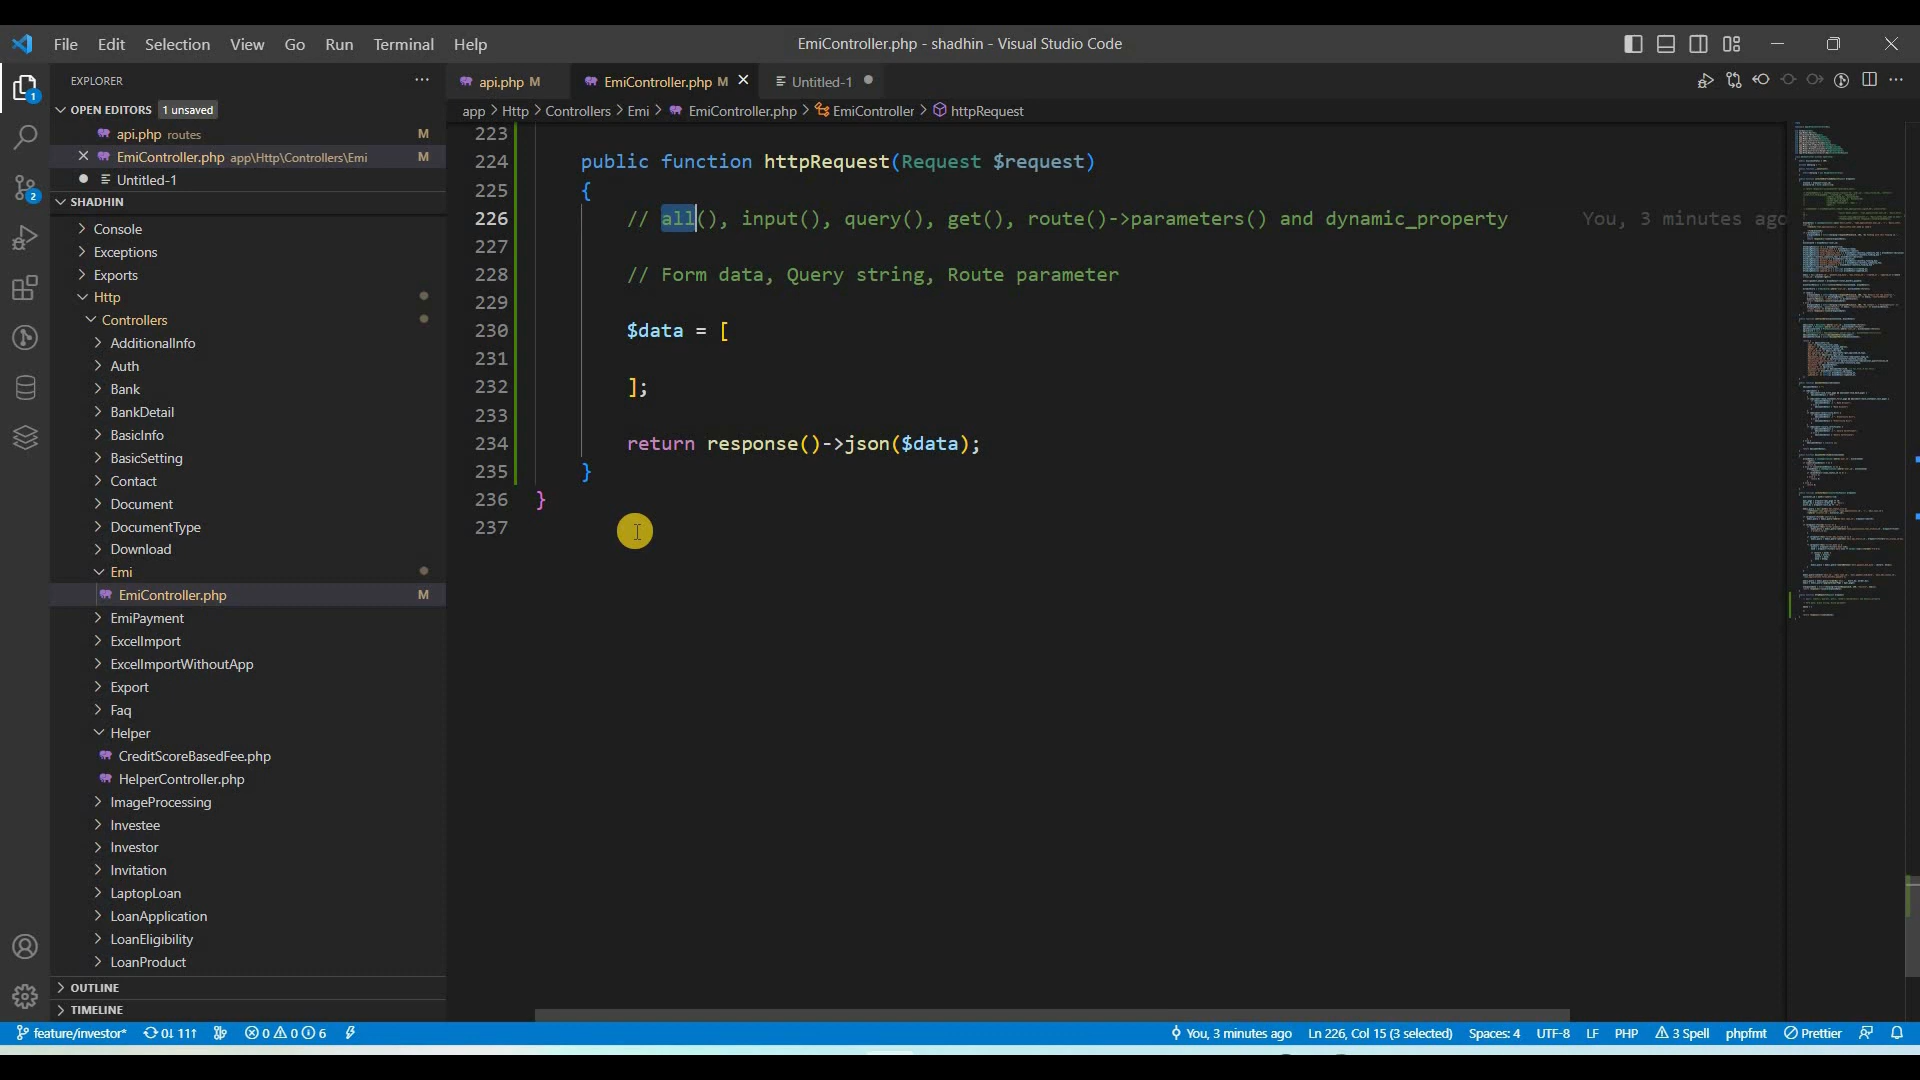 File Edit Selection View Go Run Terminal Help EmiController.php - shadhin - Visual Studio Code
EXPLORER ···
api.php M EmiController.php M Untitled-1
OPEN EDITORS 1 unsaved
app > Http > Controllers > Emi > EmiController.php > EmiController > httpRequest
api.php routes M
EmiController.php app\Http\Controllers\Emi M
Untitled-1
SHADHIN
Console
Exceptions
Exports
Http
Controllers
AdditionalInfo
Auth
Bank
BankDetail
BasicInfo
BasicSetting
Contact
Document
DocumentType
Download
Emi
EmiController.php M
EmiPayment
ExcelImport
ExcelImportWithoutApp
Export
Faq
Helper
CreditScoreBasedFee.php
HelperController.php
ImageProcessing
Investee
Investor
Invitation
LaptopLoan
LoanApplication
LoanEligibility
LoanProduct
OUTLINE
TIMELINE
223
224 public function httpRequest(Request $request)
225 {
226 // all(), input(), query(), get(), route()->parameters() and dynamic_property You, 3 minutes ago
227
228 // Form data, Query string, Route parameter
229
230 $data = [
231
232 ];
233
234 return response()->json($data);
235 }
236 }
237
1
2
feature/investor* 0↓ 11↑ 0 0 6 You, 3 minutes ago Ln 226, Col 15 (3 selected) Spaces: 4 UTF-8 LF PHP 3 Spell phpfmt Prettier